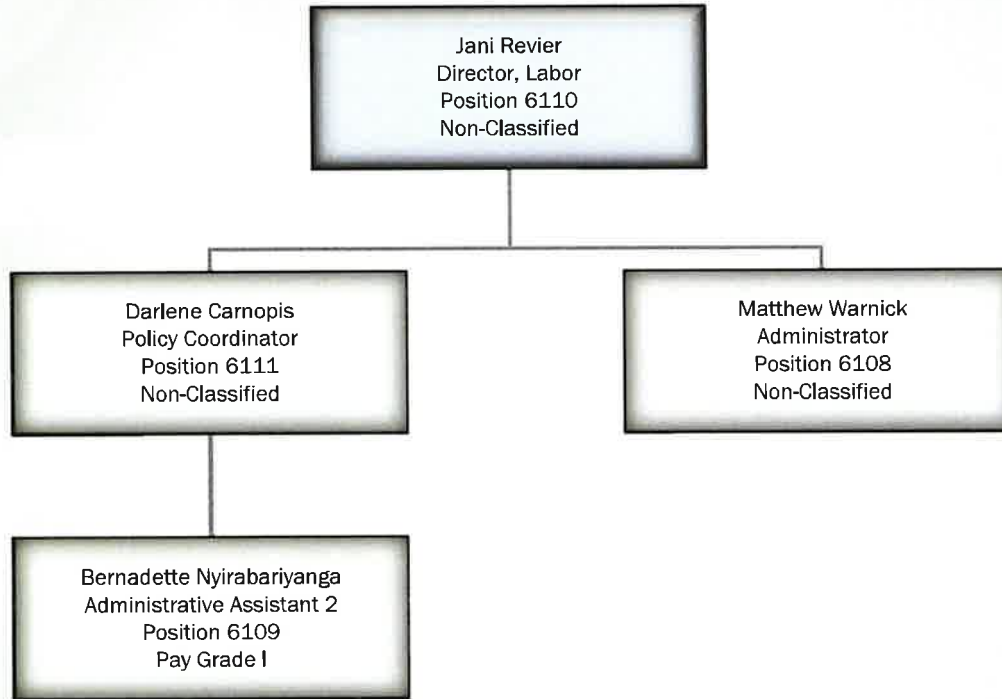 Jani Revier
Director, Labor
Position 6110
Non-Classified
Darlene Carnopis
Policy Coordinator
Position 6111
Non-Classified
Matthew Warnick
Administrator
Position 6108
Non-Classified
Bernadette Nyirabariyanga
Administrative Assistant 2
Position 6109
Pay Grade I